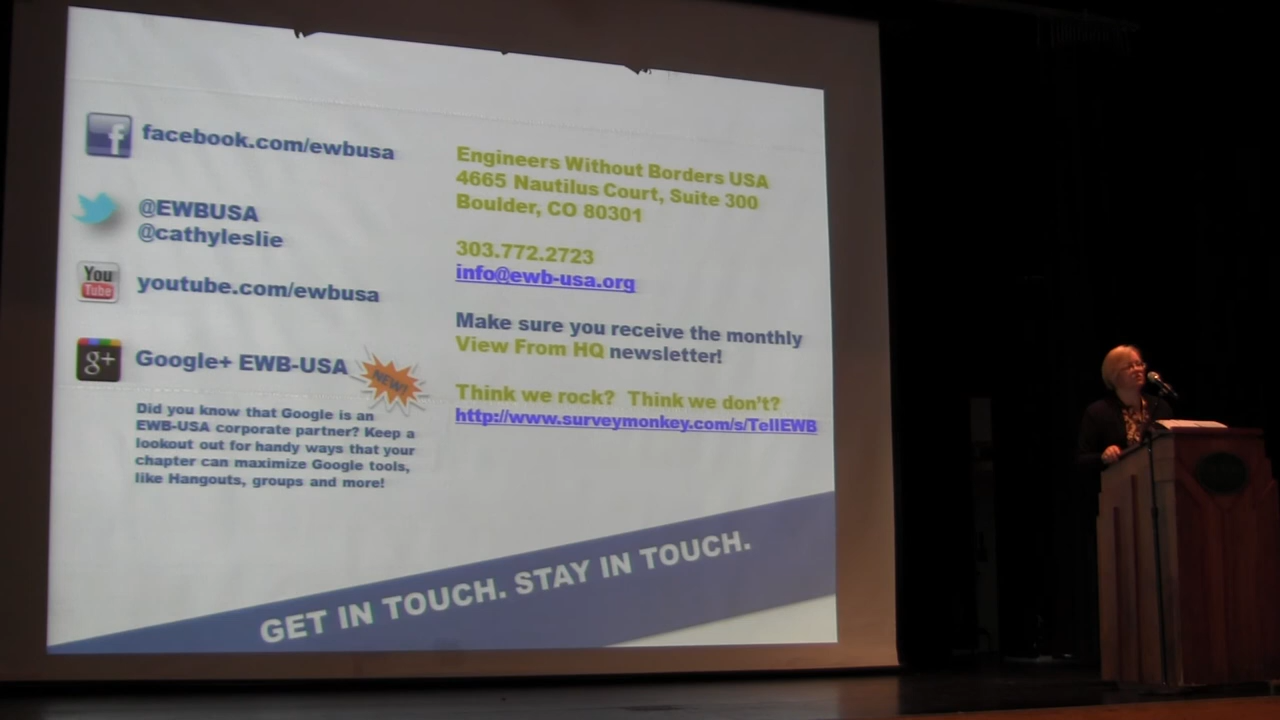 facebook.com/ewbusa
@EWBUSA
@cathyleslie
You
Tube
youtube.com/ewbusa
g+
Google+ EWB-USA
NEW!
Did you know that Google is an
EWB-USA corporate partner? Keep a
lookout out for handy ways that your
chapter can maximize Google tools,
like Hangouts, groups and more!
Engineers Without Borders USA
4665 Nautilus Court, Suite 300
Boulder, CO 80301
303.772.2723
info@ewb-usa.org
Make sure you receive the monthly
View From HQ newsletter!
Think we rock? Think we don't?
http://www.surveymonkey.com/s/TellEWB
GET IN TOUCH. STAY IN TOUCH.